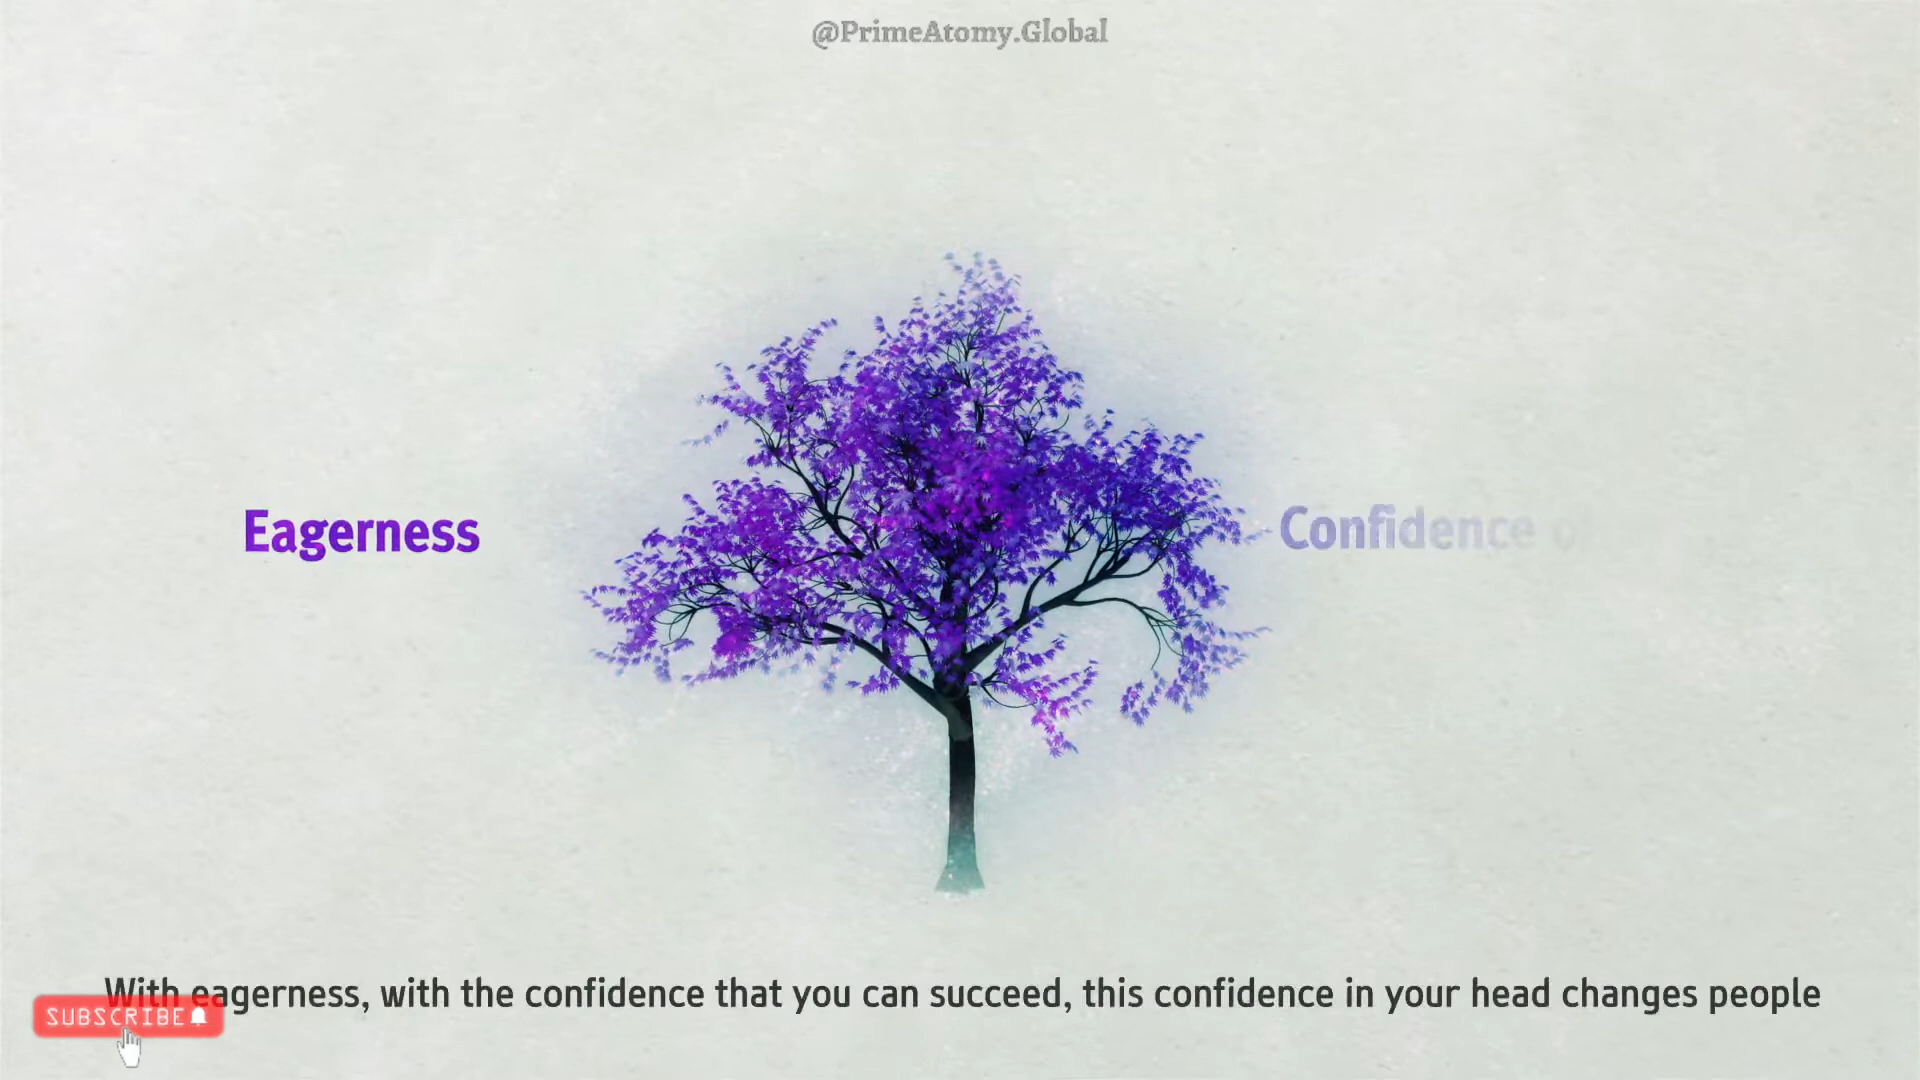 @PrimeAtomy.Global
Eagerness
Confidence
With eagerness, with the confidence that you can succeed, this confidence in your head changes people
SUBSCRIBE